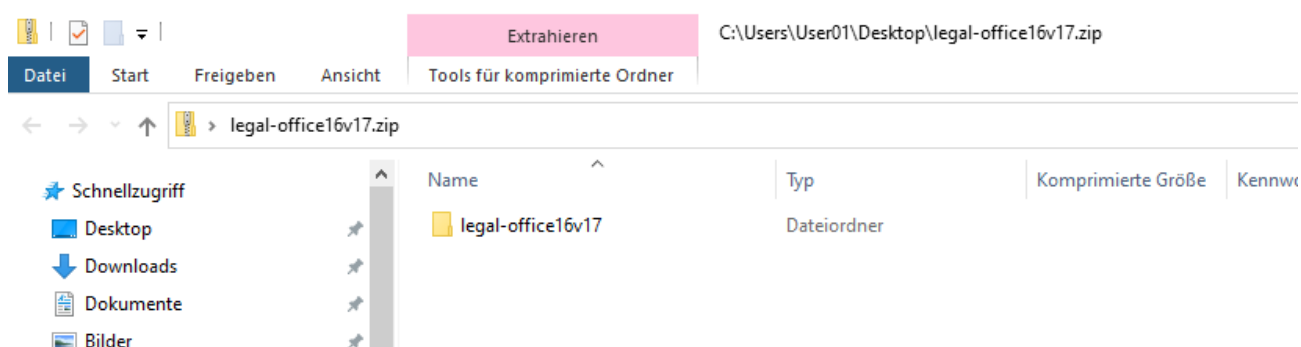 Extrahieren
C:\Users\User01\Desktop\legal-office16v17.zip
Datei Start Freigeben Ansicht Tools für komprimierte Ordner
legal-office16v17.zip
Schnellzugriff
Desktop
Downloads
Dokumente
Bilder
Name Typ Komprimierte Größe
legal-office16v17 Dateiordner